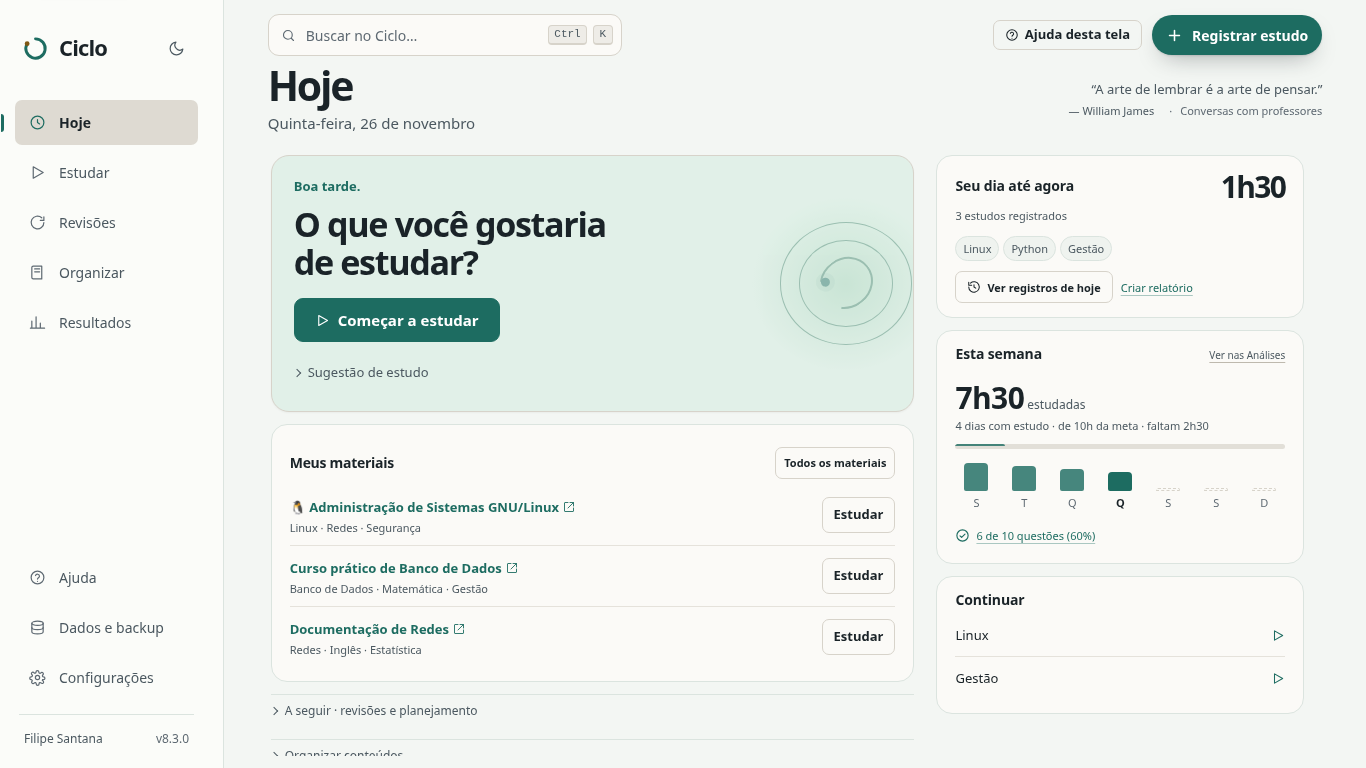 Ciclo
Hoje
Estudar
Revisões
Organizar
Resultados
Ajuda
Dados e backup
Configurações
Filipe Santana
v8.3.0
Buscar no Ciclo...
Ctrl
K
Ajuda desta tela
Registrar estudo
Hoje
Quinta-feira, 26 de novembro
“A arte de lembrar é a arte de pensar.”
— William James · Conversas com professores
Boa tarde.
O que você gostaria
de estudar?
Começar a estudar
Sugestão de estudo
Meus materiais
Todos os materiais
🐧 Administração de Sistemas GNU/Linux
Linux · Redes · Segurança
Estudar
Curso prático de Banco de Dados
Banco de Dados · Matemática · Gestão
Estudar
Documentação de Redes
Redes · Inglês · Estatística
Estudar
A seguir · revisões e planejamento
Organizar conteúdos
Seu dia até agora
1h30
3 estudos registrados
Linux
Python
Gestão
Ver registros de hoje
Criar relatório
Esta semana
Ver nas Análises
7h30 estudadas
4 dias com estudo · de 10h da meta · faltam 2h30
S T Q Q S S D
6 de 10 questões (60%)
Continuar
Linux
Gestão